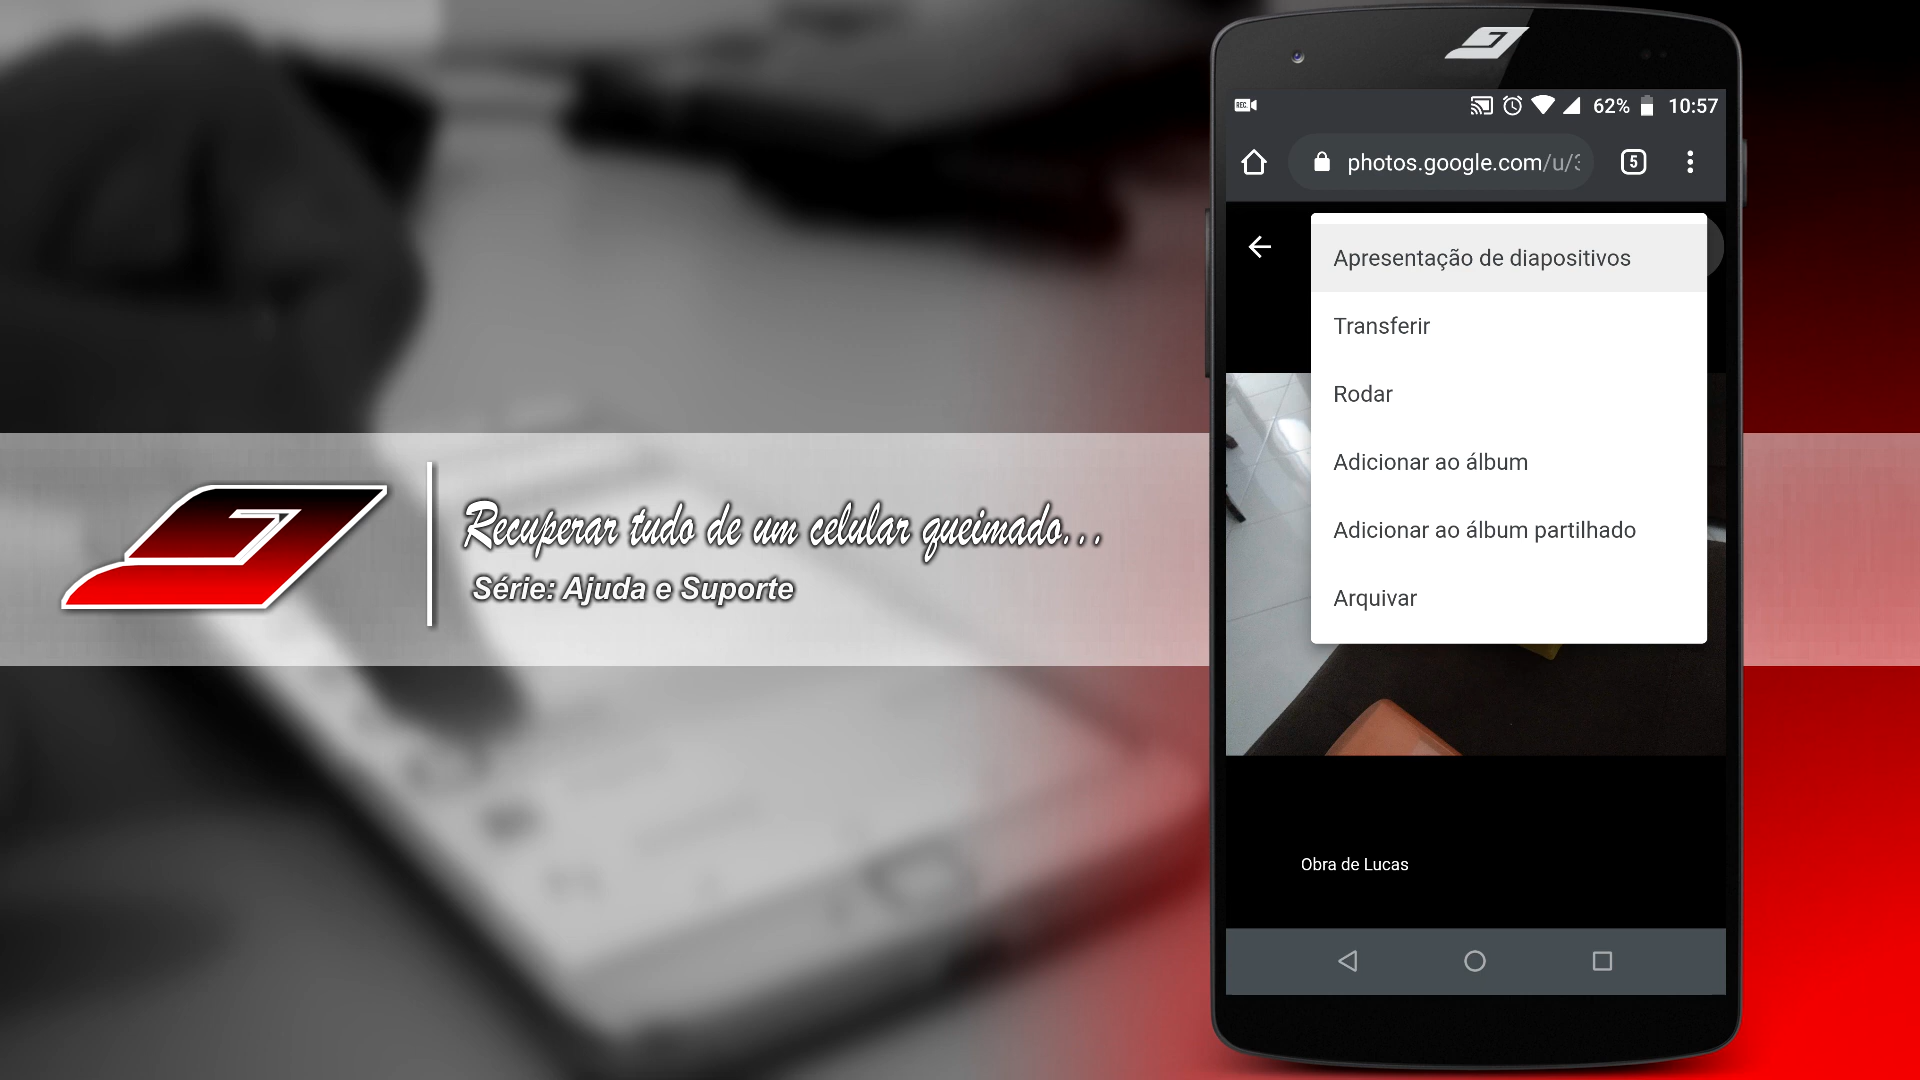 Recuperar tudo de um celular queimado...
Série: Ajuda e Suporte
REC
62% 10:57
photos.google.com/u/3
5
Apresentação de diapositivos
Transferir
Rodar
Adicionar ao álbum
Adicionar ao álbum partilhado
Arquivar
Obra de Lucas